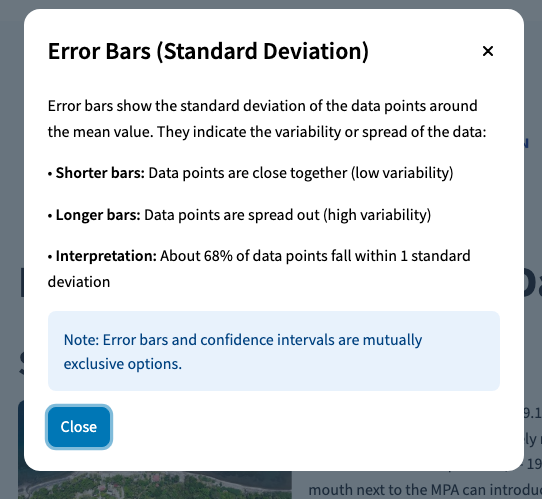 Error Bars (Standard Deviation)
Error bars show the standard deviation of the data points around
the mean value. They indicate the variability or spread of the data:
• Shorter bars: Data points are close together (low variability)
• Longer bars: Data points are spread out (high variability)
• Interpretation: About 68% of data points fall within 1 standard
deviation
Note: Error bars and confidence intervals are mutually
exclusive options.
Close
mouth next to the MPA can introduc